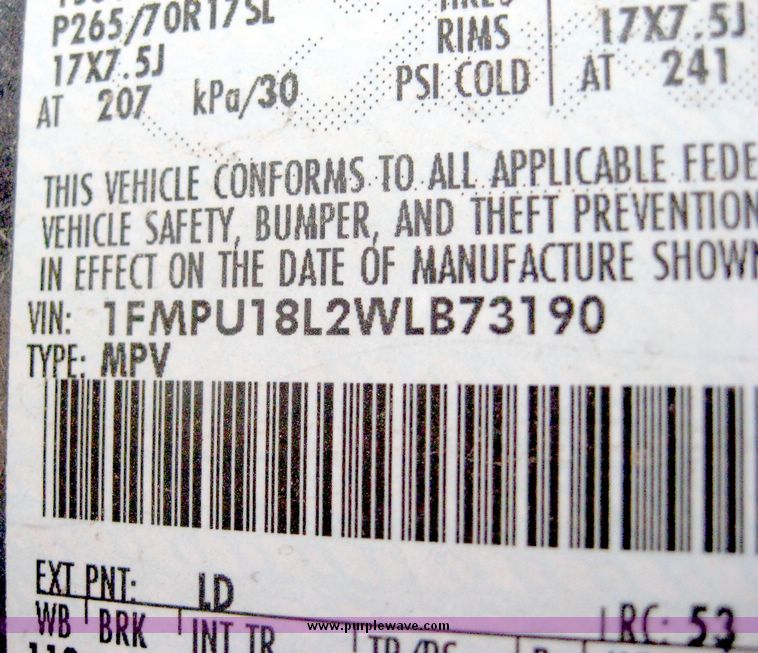 P265/70R17SL RIMS 17X7.5J
17X7.5J PSI COLD AT 241
AT 207 kPa/30
THIS VEHICLE CONFORMS TO ALL APPLICABLE FEDE
VEHICLE SAFETY, BUMPER, AND THEFT PREVENTION
IN EFFECT ON THE DATE OF MANUFACTURE SHOWN
VIN: 1FMPU18L2WLB73190
TYPE: MPV
EXT PNT: LD RC: 53
WB BRK INT TR
www.purplewave.com